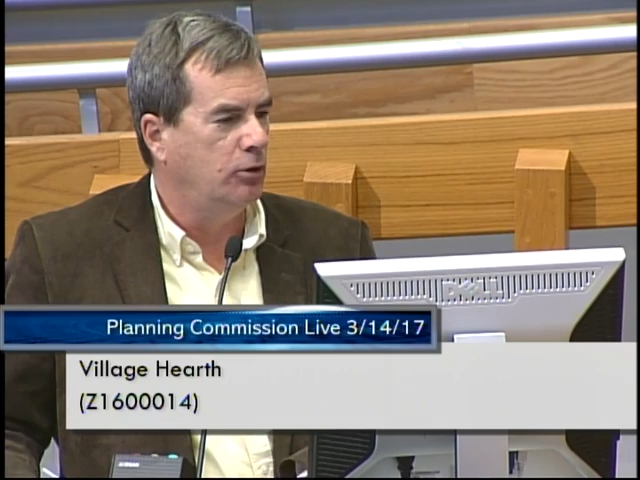 Planning Commission Live 3/14/17
Village Hearth
(Z1600014)